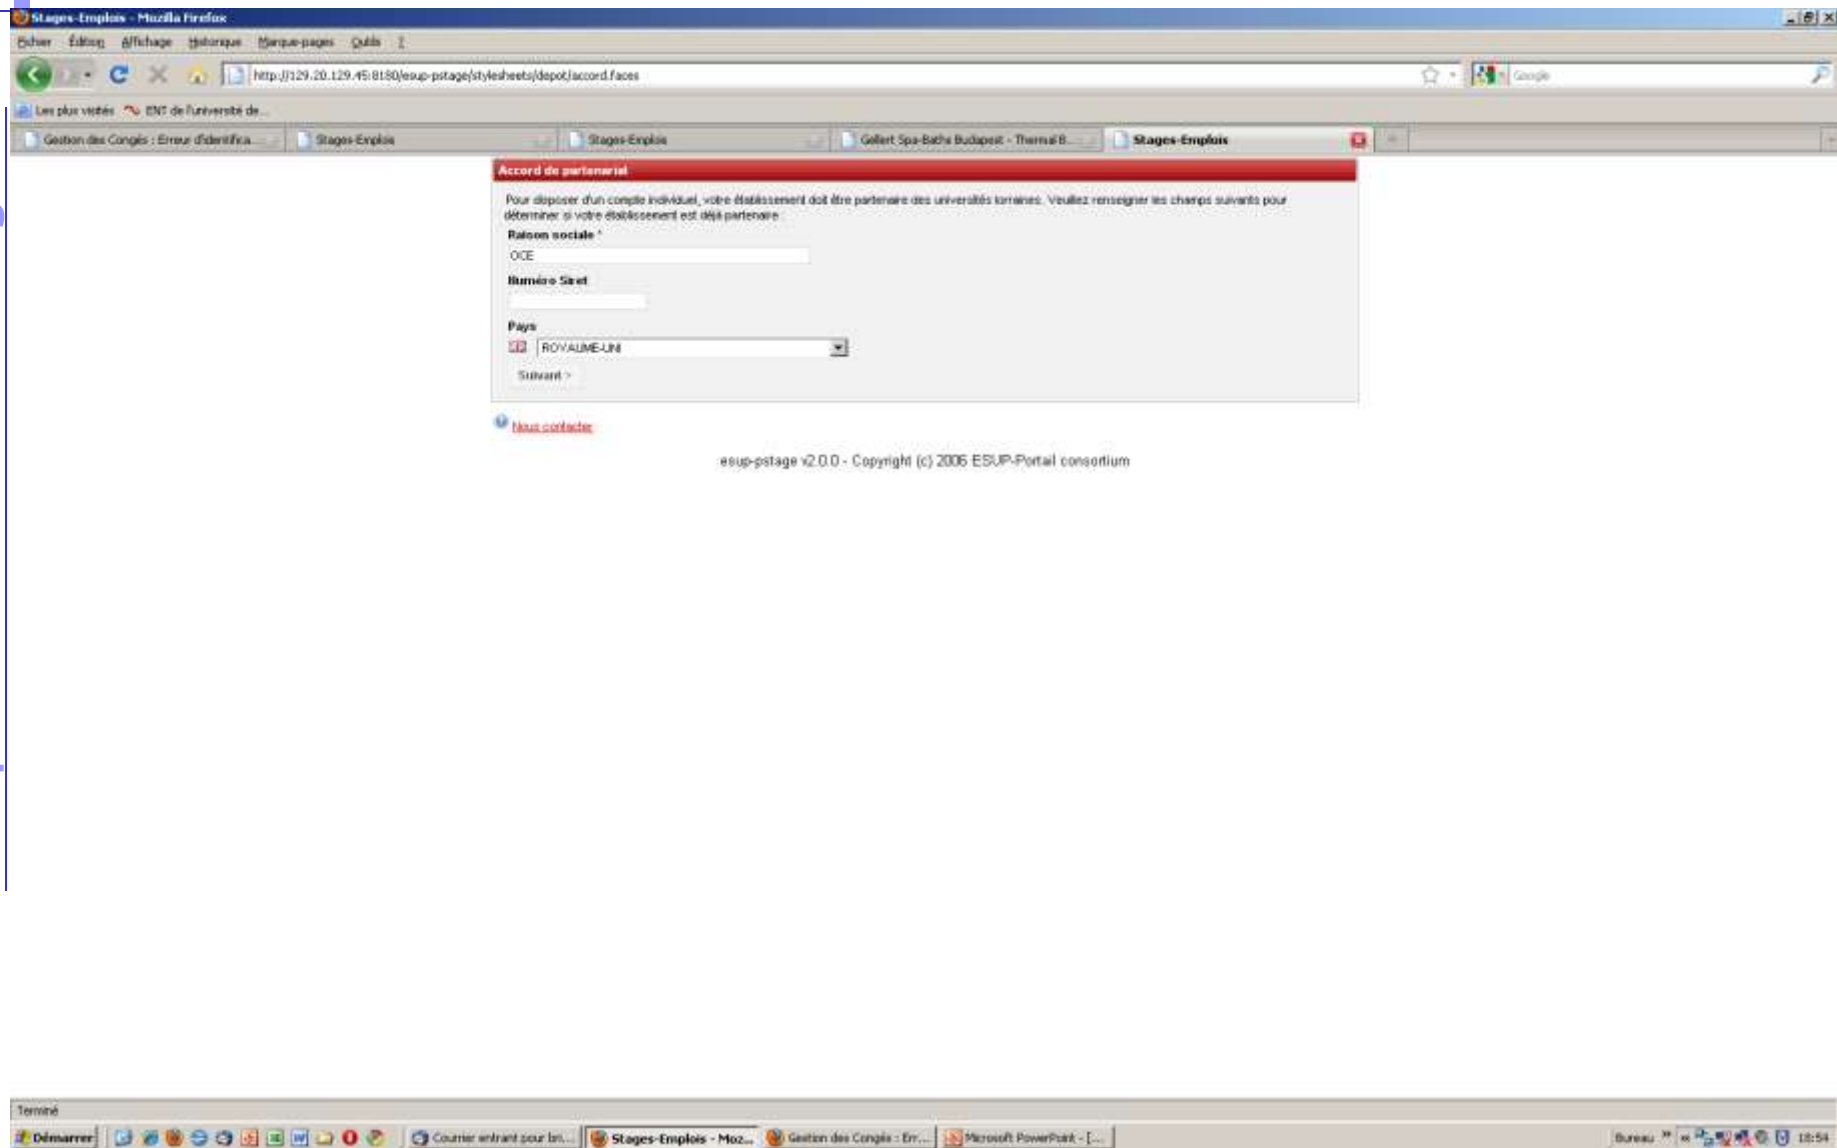 Stages-Emplois - Mozilla Firefox
Fichier Édition Affichage Historique Marque-pages Outils ?
http://129.20.129.45:8180/esup-pstage/stylesheets/depot/accord.faces
Google
Les plus visités ENT de l'université de...
Gestion des Congés : Erreur d'identifica... Stages-Emplois Stages-Emplois Gellert Spa-Baths Budapest - Thermal B... Stages-Emplois
Accord de partenariat
Pour disposer d'un compte individuel, votre établissement doit être partenaire des universités lorraines. Veuillez renseigner les champs suivants pour
déterminer si votre établissement est déjà partenaire :
Raison sociale *
OCE
Numéro Siret
Pays
ROYAUME-UNI
Suivant >
Nous contacter
esup-pstage v2.0.0 - Copyright (c) 2006 ESUP-Portail consortium
Terminé
Démarrer Courrier entrant pour bri... Stages-Emplois - Moz... Gestion des Congés : Err... Microsoft PowerPoint - [... Bureau » 18:54